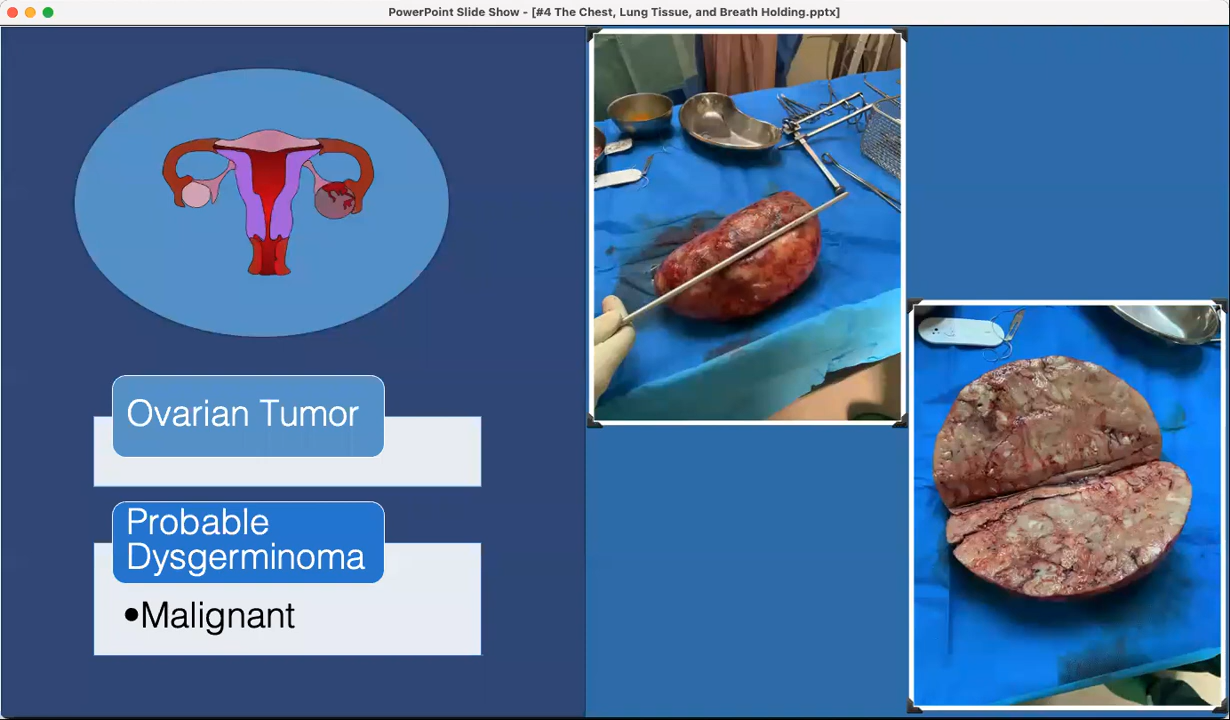 PowerPoint Slide Show - [#4 The Chest, Lung Tissue, and Breath Holding.pptx]
Ovarian Tumor
Probable
Dysgerminoma
•Malignant